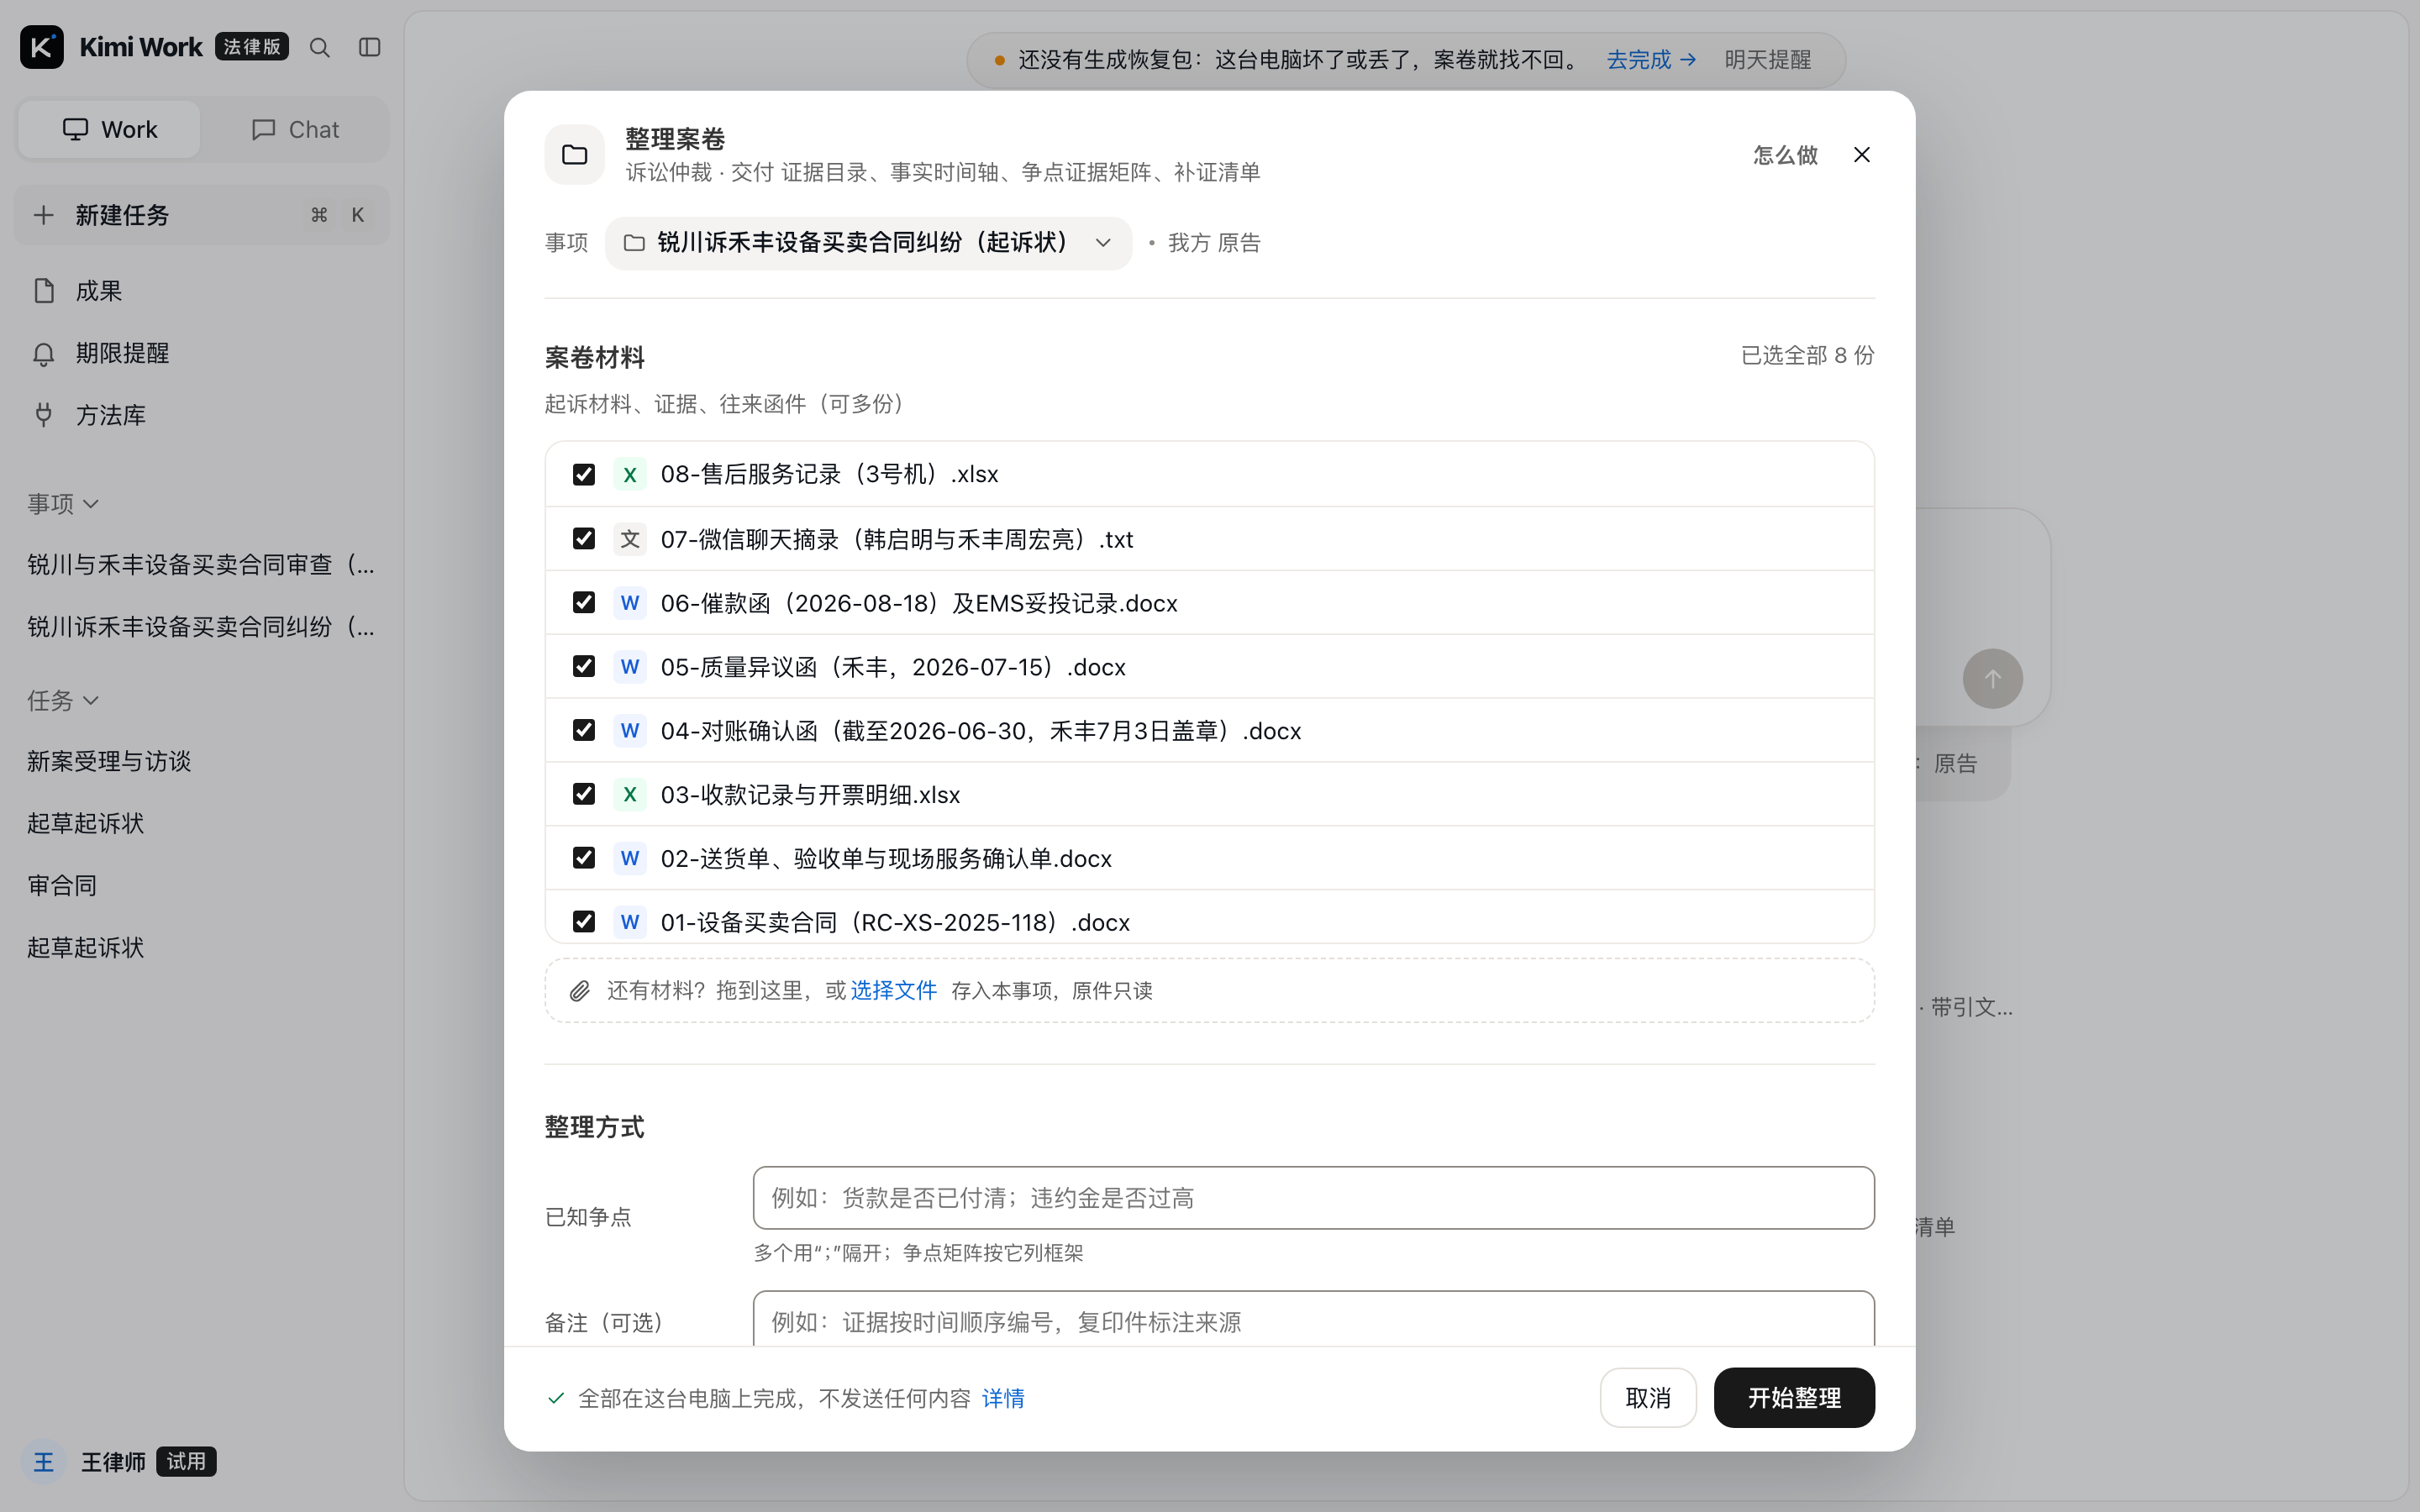 Kimi Work 法律版
Work
Chat
新建任务 ⌘ K
成果
期限提醒
方法库
事项
锐川与禾丰设备买卖合同审查（...
锐川诉禾丰设备买卖合同纠纷（...
任务
新案受理与访谈
起草起诉状
审合同
起草起诉状
王 王律师 试用
还没有生成恢复包：这台电脑坏了或丢了，案卷就找不回。 去完成 → 明天提醒
整理案卷
诉讼仲裁 · 交付 证据目录、事实时间轴、争点证据矩阵、补证清单
怎么做
事项 锐川诉禾丰设备买卖合同纠纷（起诉状） • 我方 原告
案卷材料
已选全部 8 份
起诉材料、证据、往来函件（可多份）
X 08-售后服务记录（3号机）.xlsx
文 07-微信聊天摘录（韩启明与禾丰周宏亮）.txt
W 06-催款函（2026-08-18）及EMS妥投记录.docx
W 05-质量异议函（禾丰，2026-07-15）.docx
W 04-对账确认函（截至2026-06-30，禾丰7月3日盖章）.docx
X 03-收款记录与开票明细.xlsx
W 02-送货单、验收单与现场服务确认单.docx
W 01-设备买卖合同（RC-XS-2025-118）.docx
还有材料？拖到这里，或 选择文件 存入本事项，原件只读
整理方式
已知争点
例如：货款是否已付清；违约金是否过高
多个用“；”隔开；争点矩阵按它列框架
备注（可选）
例如：证据按时间顺序编号，复印件标注来源
全部在这台电脑上完成，不发送任何内容 详情
取消
开始整理
：原告
· 带引文...
清单